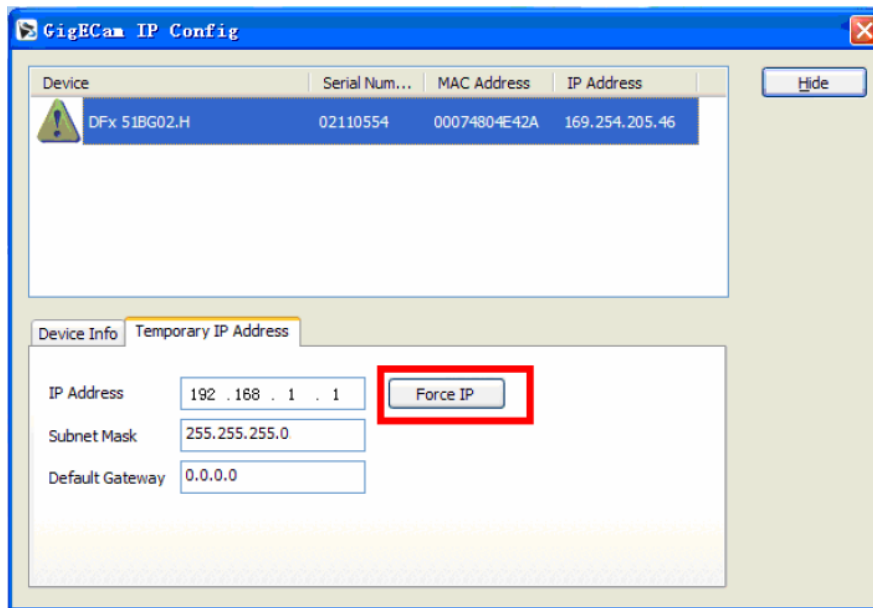 GigECam IP Config
Device Serial Num... MAC Address IP Address
Hide
DFx 51BG02.H 02110554 00074804E42A 169.254.205.46
Device Info Temporary IP Address
IP Address 192 . 168 . 1 . 1 Force IP
Subnet Mask 255.255.255.0
Default Gateway 0.0.0.0